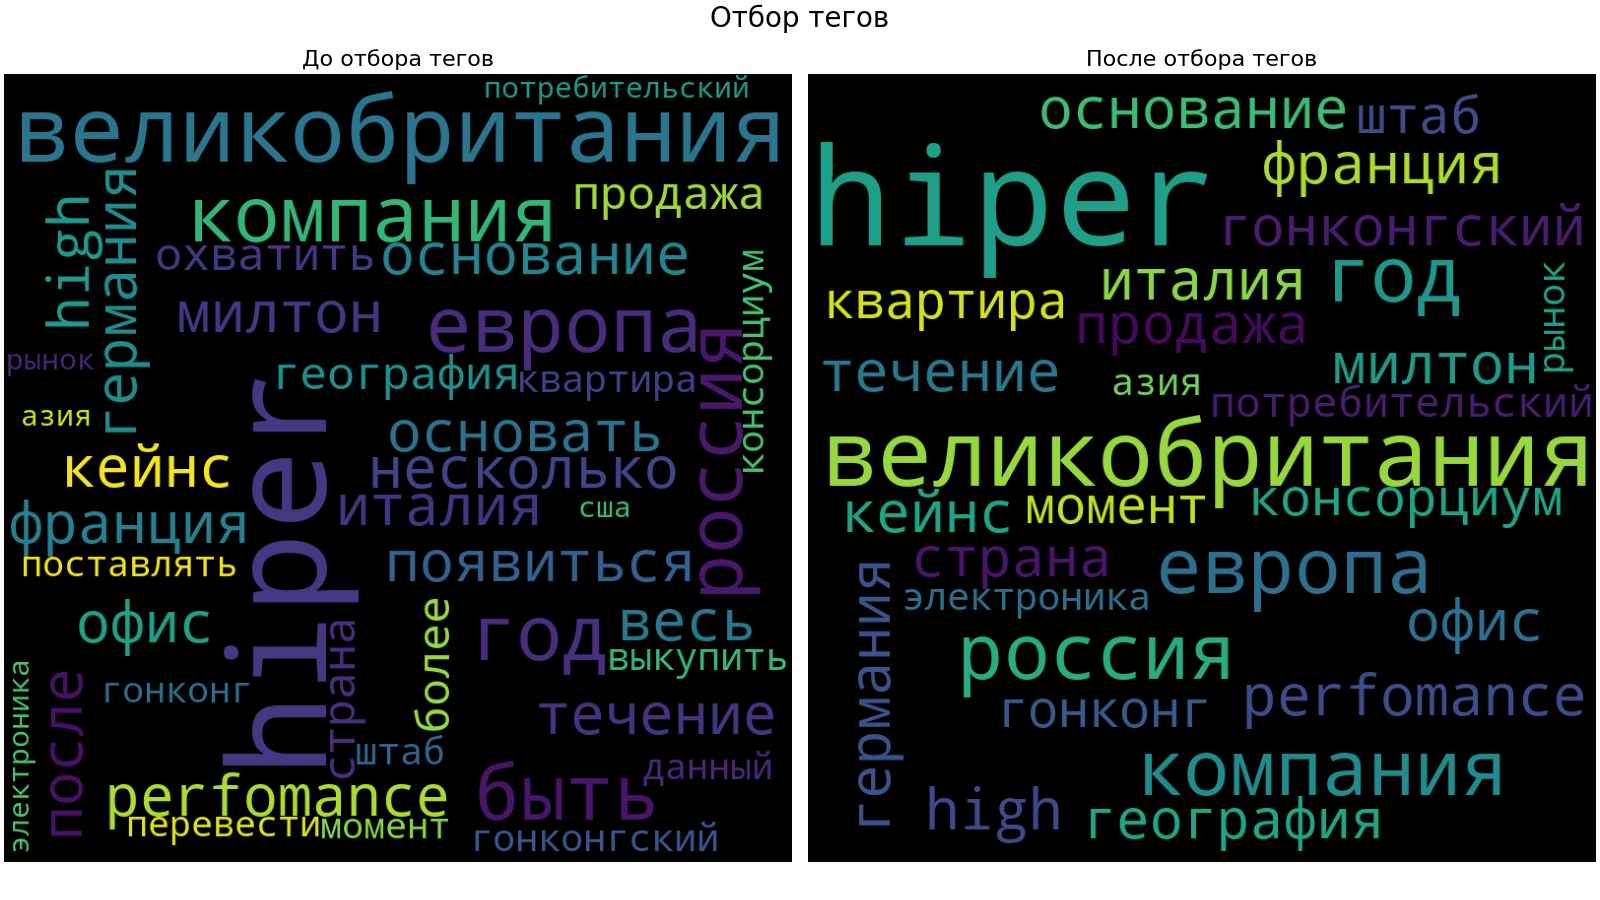 Отбор тегов
До отбора тегов
потребительский
великобритания
high
германия
компания
продажа
охватить
основание
консорциум
милтон
европа
россия
рынок
география
квартира
азия
hiper
основать
кейнс
несколько
италия
сша
франция
поставлять
появиться
офис
более
год
весь
выкупить
страна
электроника
после
гонконг
течение
штаб
данный
perfomance
быть
перевести
момент
гонконгский
После отбора тегов
основание
штаб
hiper
франция
гонконгский
италия
год
рынок
квартира
продажа
течение
азия
милтон
потребительский
великобритания
кейнс
момент
консорциум
страна
европа
германия
электроника
офис
россия
гонконг
perfomance
компания
high
география